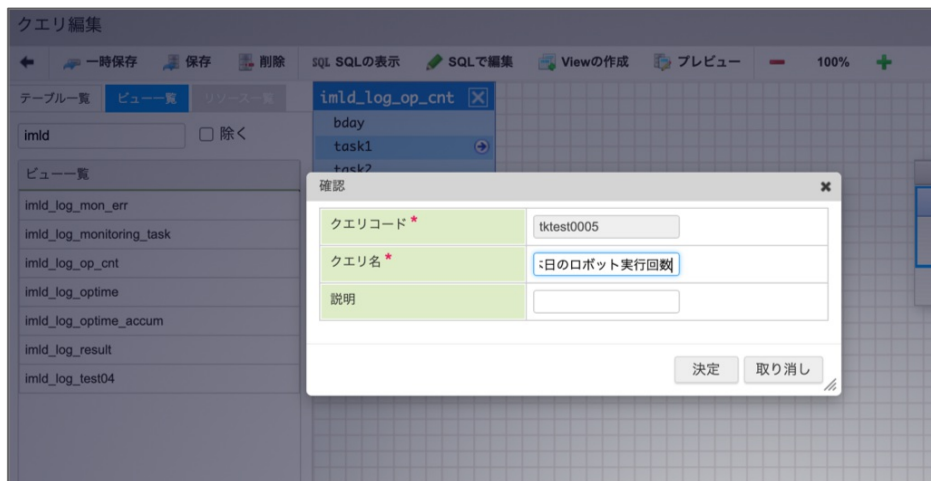 クエリ編集
一時保存 保存 削除 SQL SQLの表示 SQLで編集 Viewの作成 プレビュー 100%
テーブル一覧 ビュー一覧 リソース一覧
imld 除く
ビュー一覧
imld_log_mon_err
imld_log_monitoring_task
imld_log_op_cnt
imld_log_optime
imld_log_optime_accum
imld_log_result
imld_log_test04
imld_log_op_cnt
bday
task1
task2
確認
クエリコード* tktest0005
クエリ名* 日のロボット実行回数
説明
決定 取り消し